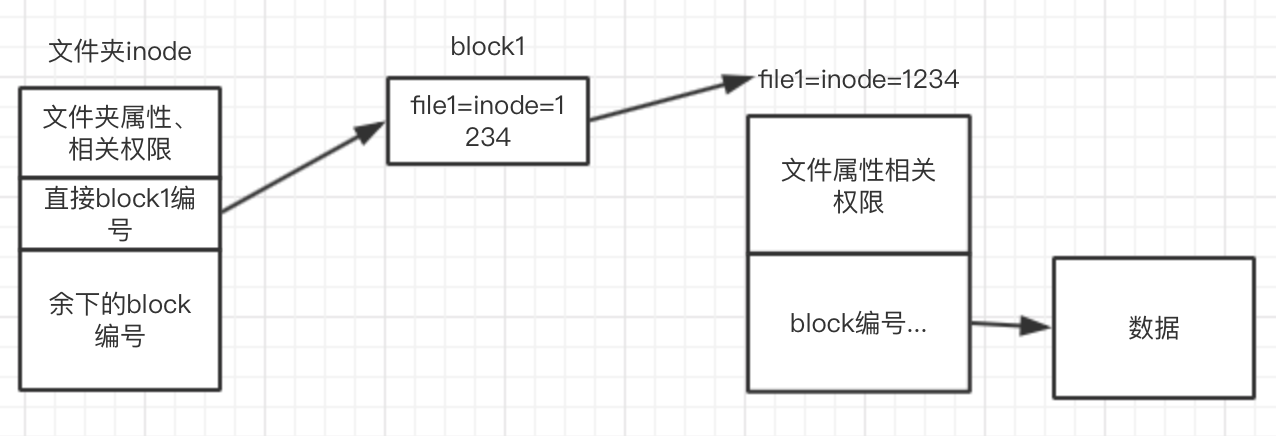 文件夹inode
文件夹属性、
相关权限
直接block1编
号
余下的block
编号
block1
file1=inode=1
234
file1=inode=1234
文件属性相关
权限
block编号...
数据